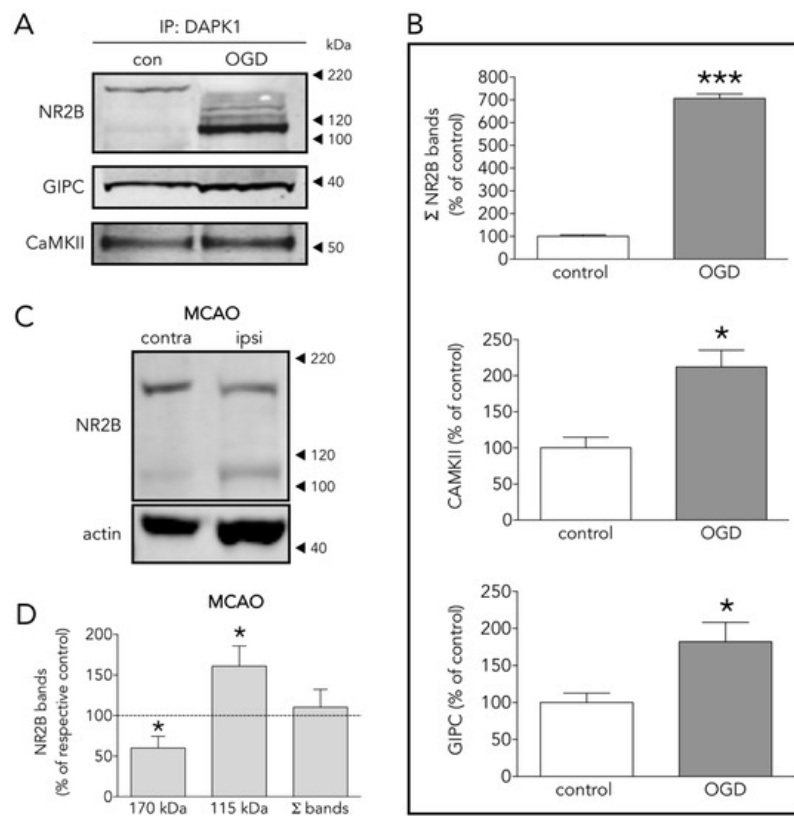 A
IP: DAPK1
kDa
con OGD
220
NR2B
120
100
GIPC
40
CaMKII
50
B
800
700
600
500
400
300
200
100
0
Σ NR2B bands
(% of control)
***
control OGD
250
200
150
100
50
0
CAMKII (% of control)
*
control OGD
250
200
150
100
50
0
GIPC (% of control)
*
control OGD
C
MCAO
contra ipsi
220
NR2B
120
100
actin
40
D
MCAO
200
150
100
50
0
NR2B bands
(% of respective control)
*
*
170 kDa 115 kDa Σ bands